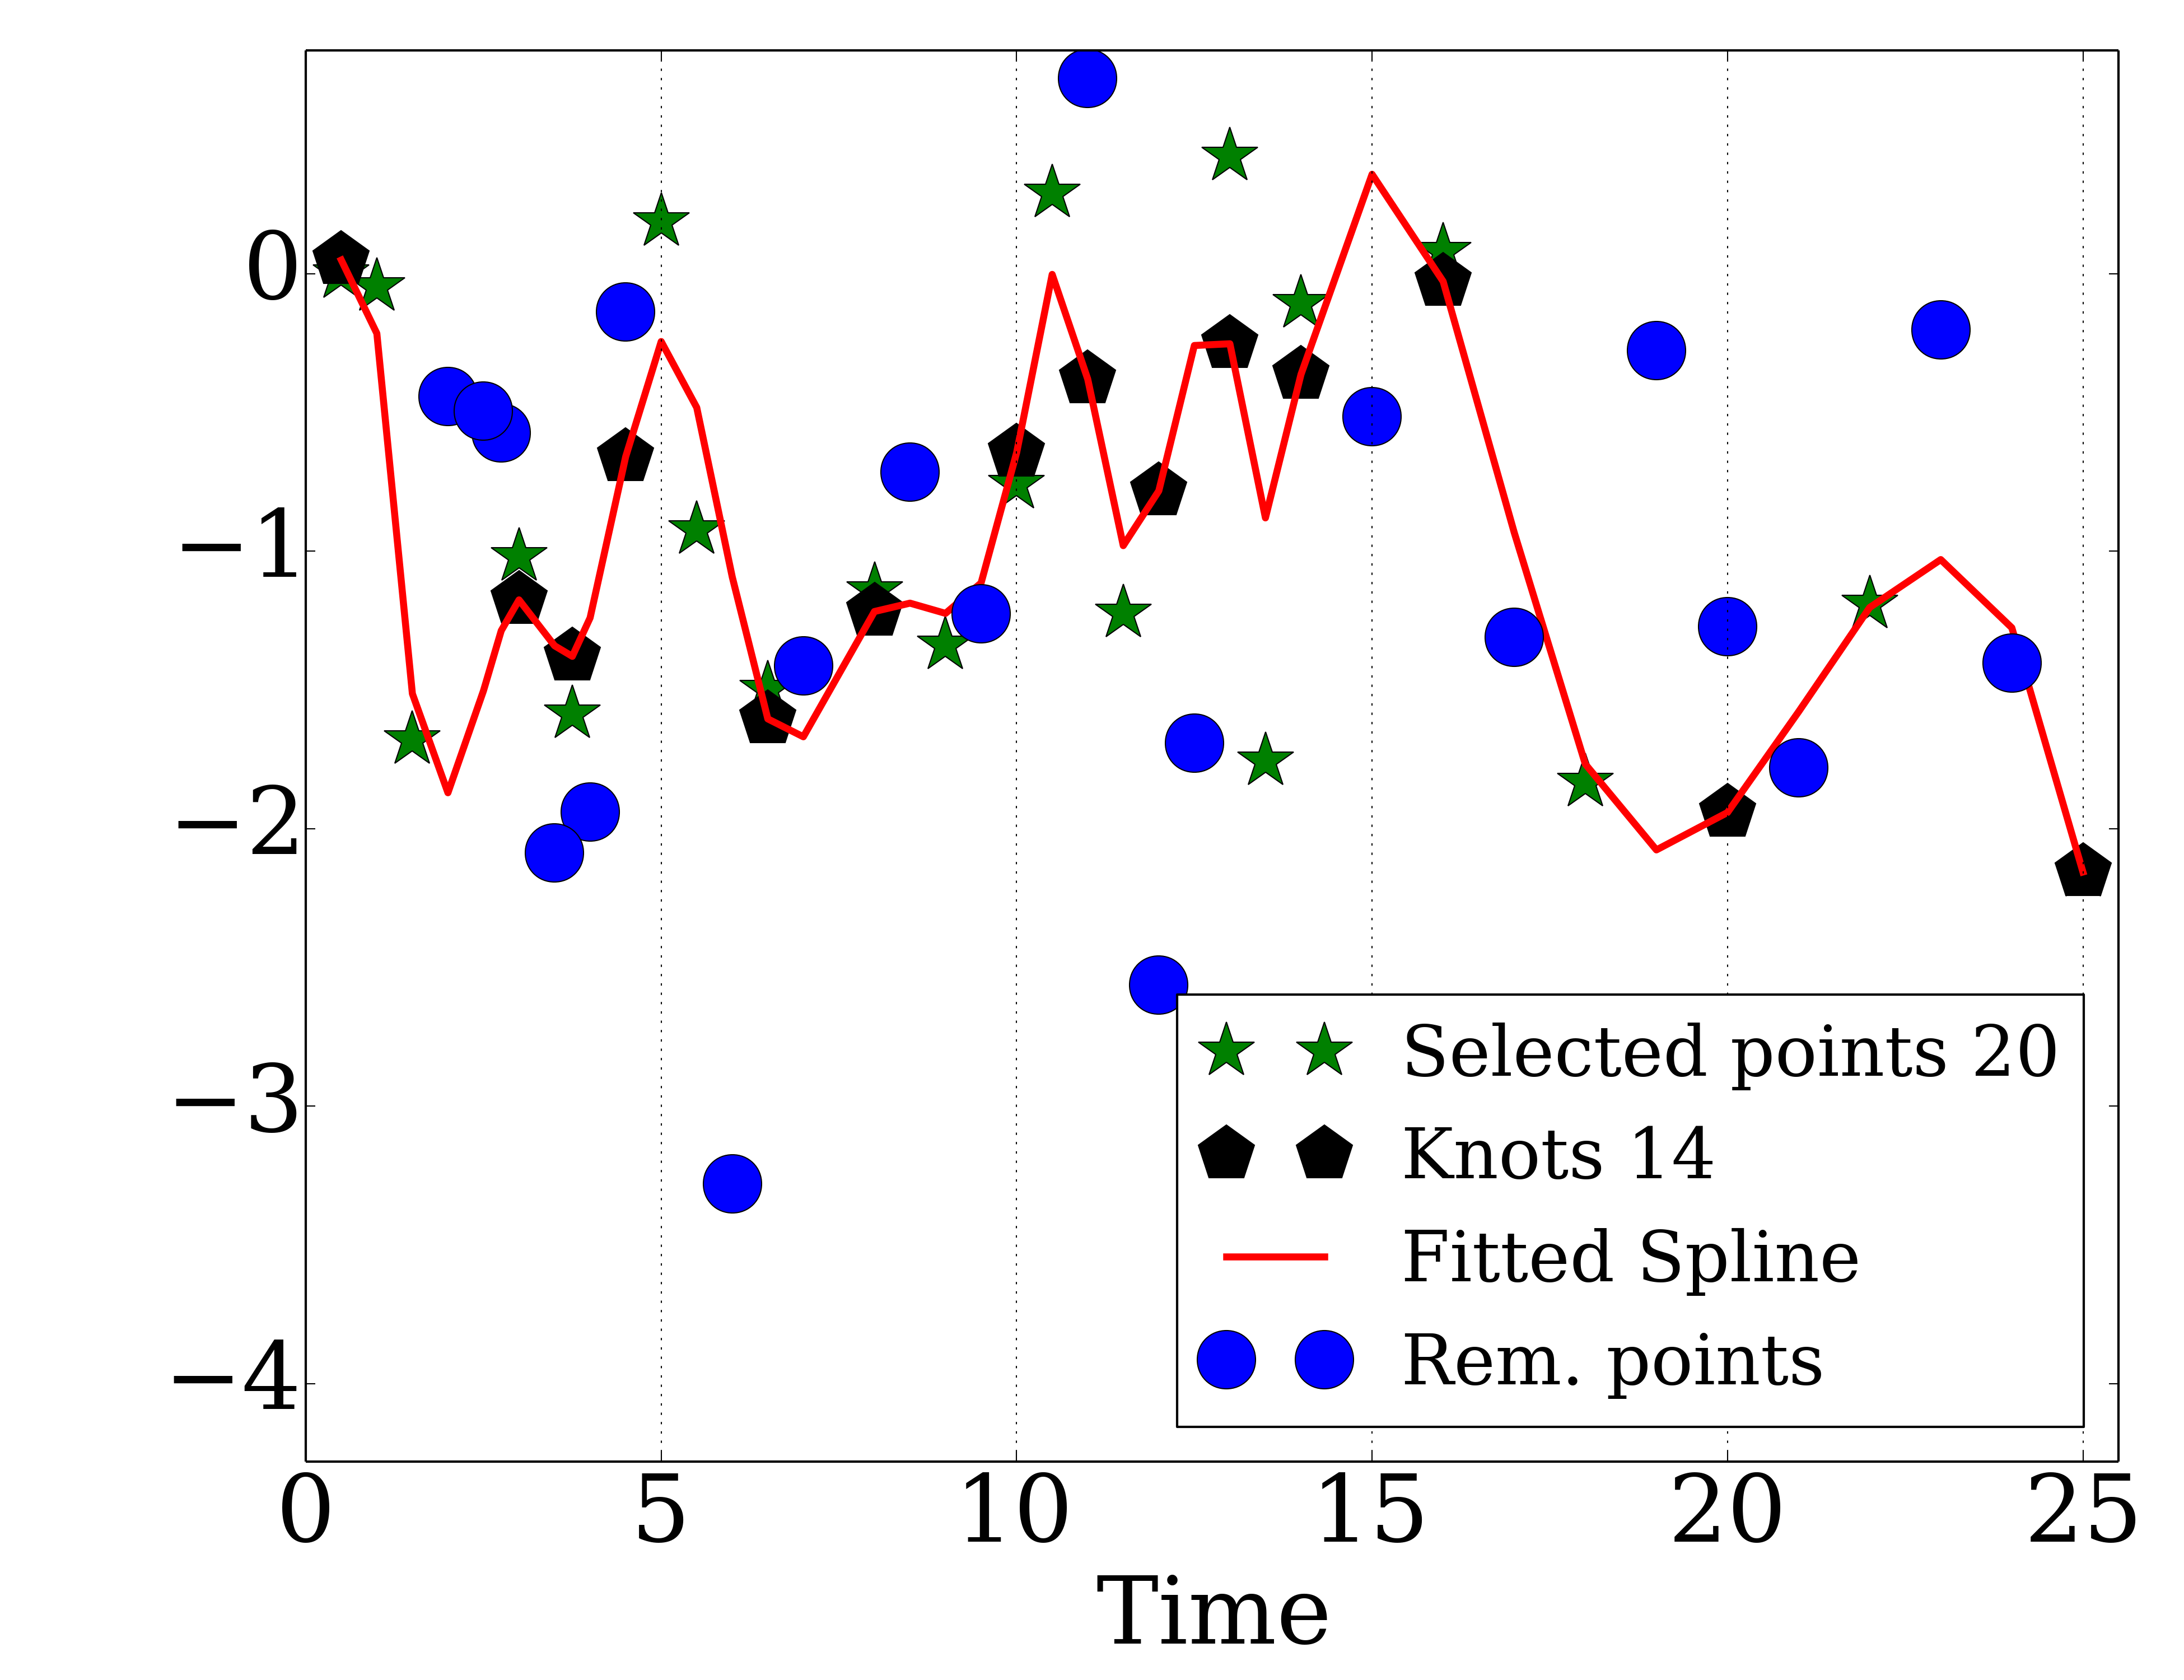 0
−1
−2
−3
−4
Selected points 20
Knots 14
Fitted Spline
Rem. points
0 5 10 15 20 25
Time